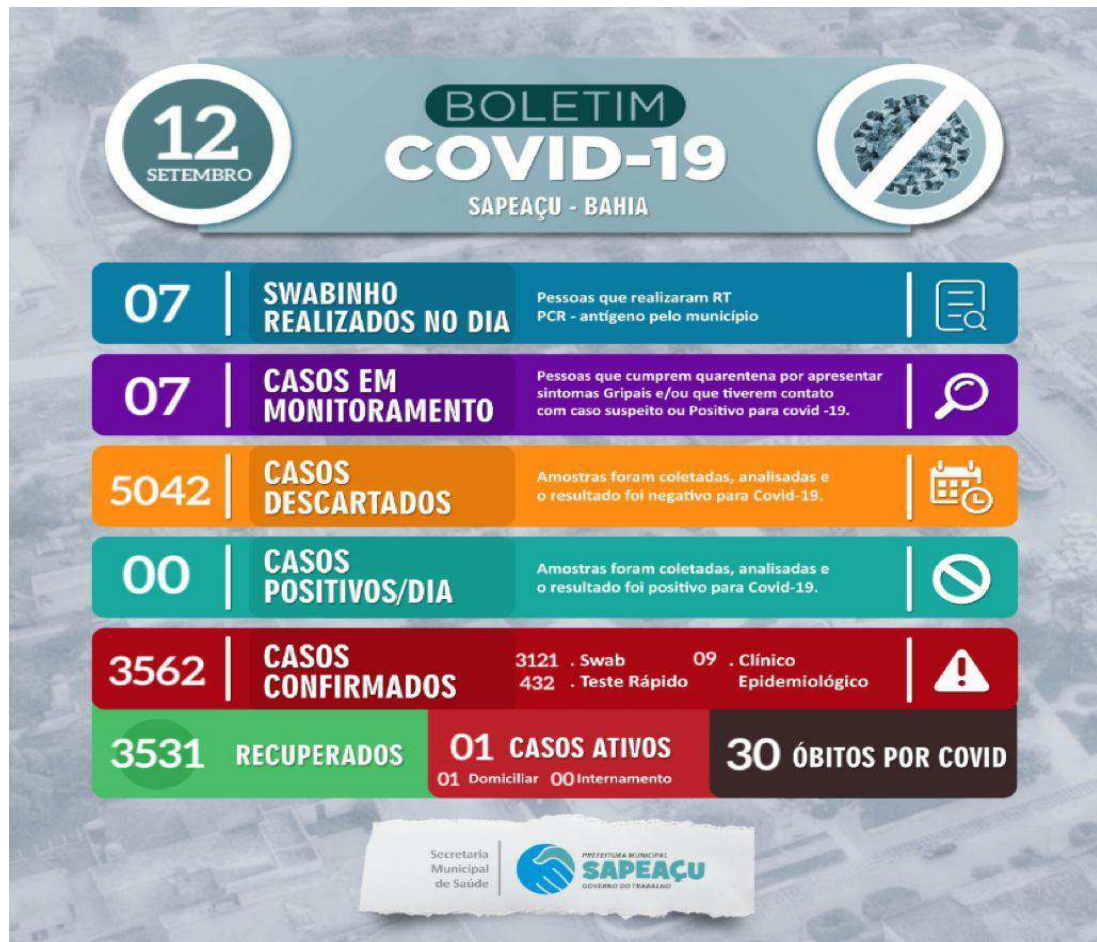 12
SETEMBRO
BOLETIM
COVID-19
SAPEAÇU - BAHIA
07
SWABINHO
REALIZADOS NO DIA
Pessoas que realizaram RT
PCR - antígeno pelo município
07
CASOS EM
MONITORAMENTO
Pessoas que cumprem quarentena por apresentar
sintomas Gripais e/ou que tiverem contato
com caso suspeito ou Positivo para covid -19.
5042
CASOS
DESCARTADOS
Amostras foram coletadas, analisadas e
o resultado foi negativo para Covid-19.
00
CASOS
POSITIVOS/DIA
Amostras foram coletadas, analisadas e
o resultado foi positivo para Covid-19.
3562
CASOS
CONFIRMADOS
3121 . Swab
432 . Teste Rápido
09 . Clínico
Epidemiológico
3531 RECUPERADOS
01 CASOS ATIVOS
01 Domiciliar 00 Internamento
30 ÓBITOS POR COVID
Secretaria
Municipal
de Saúde
PREFEITURA MUNICIPAL
SAPEAÇU
GOVERNO DO TRABALHO